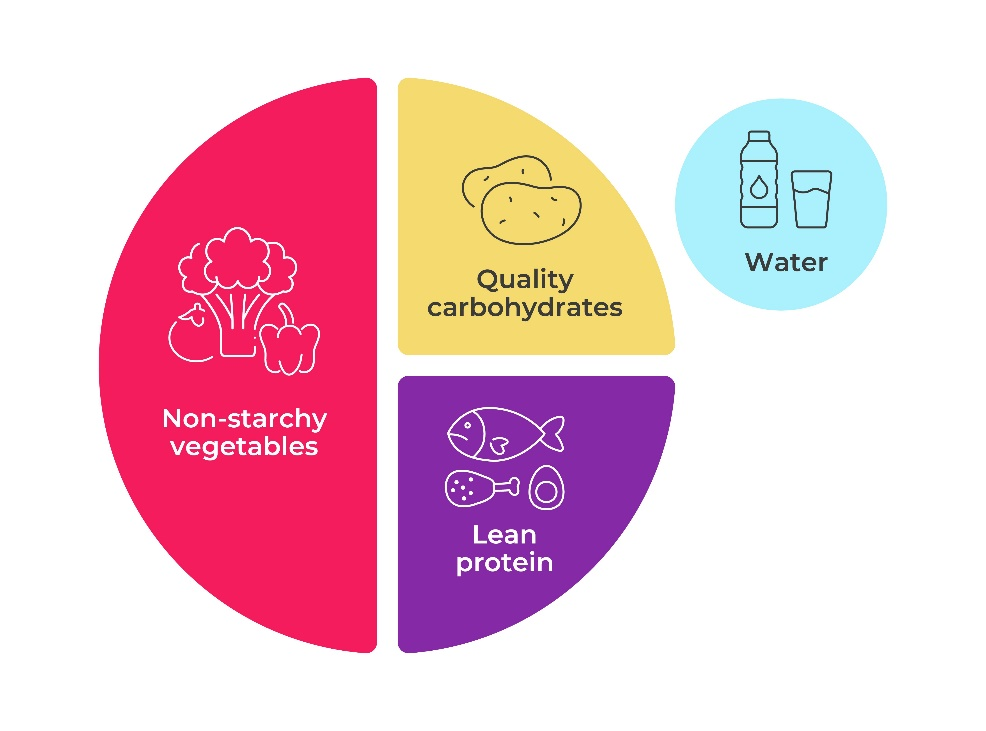 Non-starchy
vegetables
Quality
carbohydrates
Water
Lean
protein